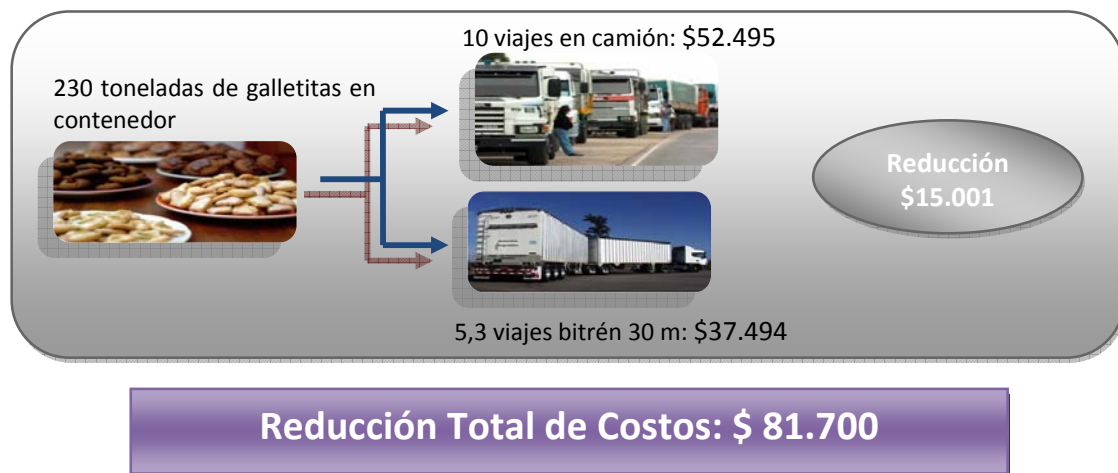 10 viajes en camión: $52.495
230 toneladas de galletitas en
contenedor
Reducción
$15.001
5,3 viajes bitrén 30 m: $37.494
Reducción Total de Costos: $ 81.700